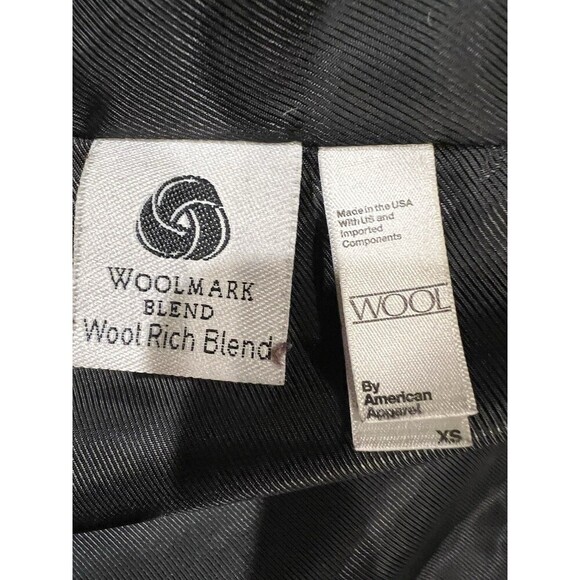 WOOLMARK
BLEND
Wool Rich Blend
Made in the USA
With US and
Imported
Components
WOOL
By
American
Apparel
XS